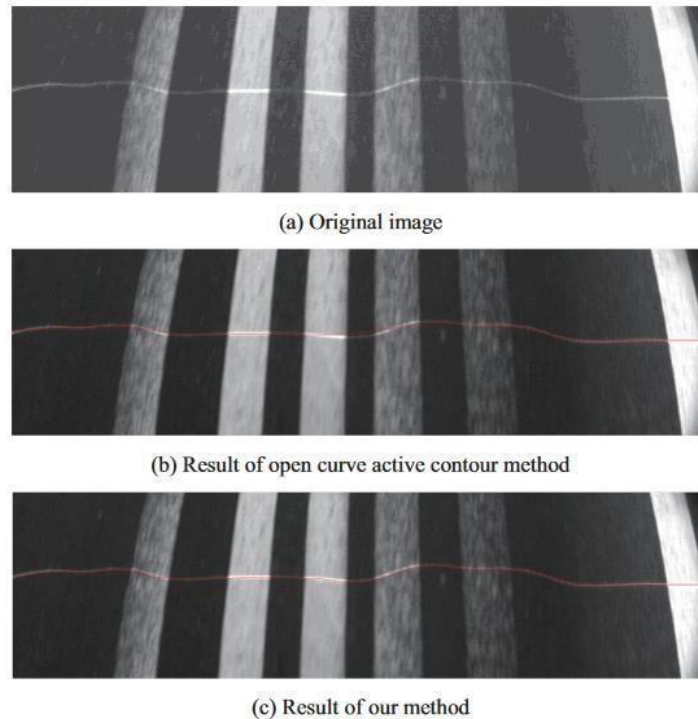 (a) Original image
(b) Result of open curve active contour method
(c) Result of our method